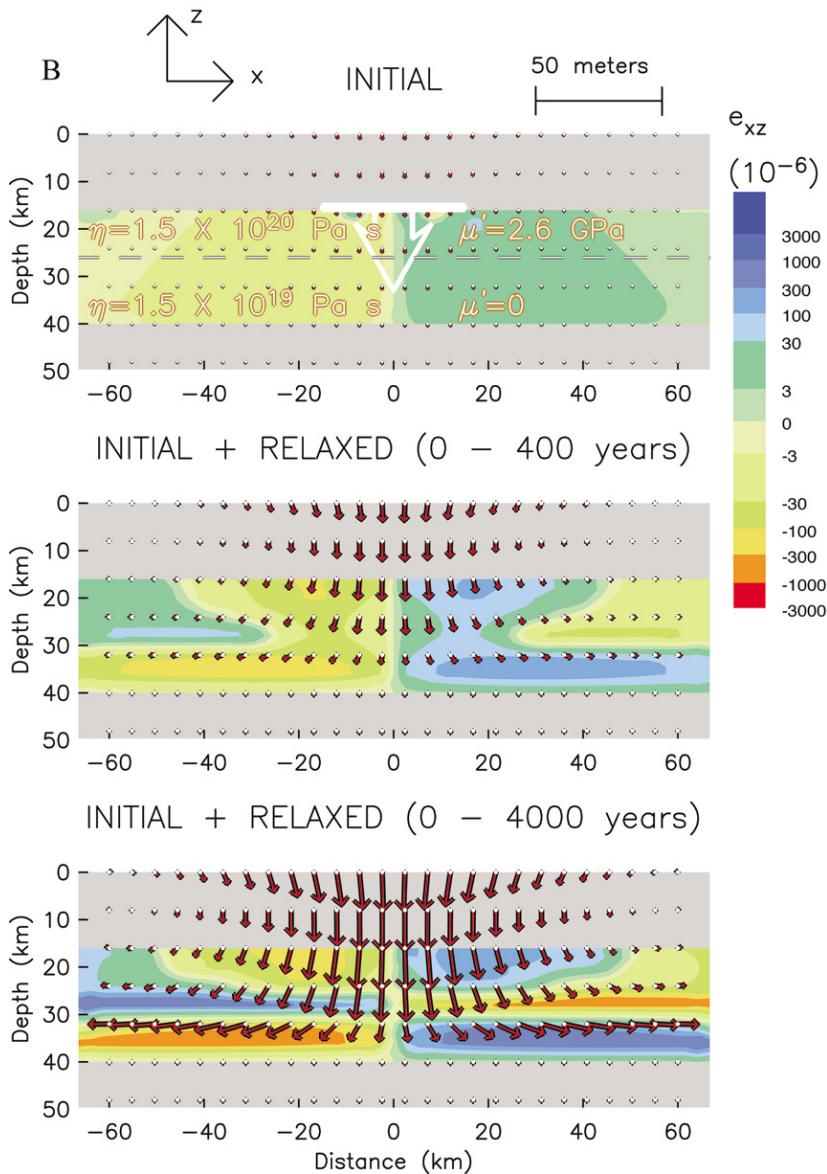 B
z
x
INITIAL
50 meters
e_xz
(10^-6)
3000
1000
300
100
30
3
0
-3
-30
-100
-300
-1000
-3000
Depth (km)
0
10
20
30
40
50
η=1.5 X 10^20 Pa s
μ'=2.6 GPa
η=1.5 X 10^19 Pa s
μ'=0
−60 −40 −20 0 20 40 60
INITIAL + RELAXED (0 − 400 years)
Depth (km)
0
10
20
30
40
50
−60 −40 −20 0 20 40 60
INITIAL + RELAXED (0 − 4000 years)
Depth (km)
0
10
20
30
40
50
−60 −40 −20 0 20 40 60
Distance (km)